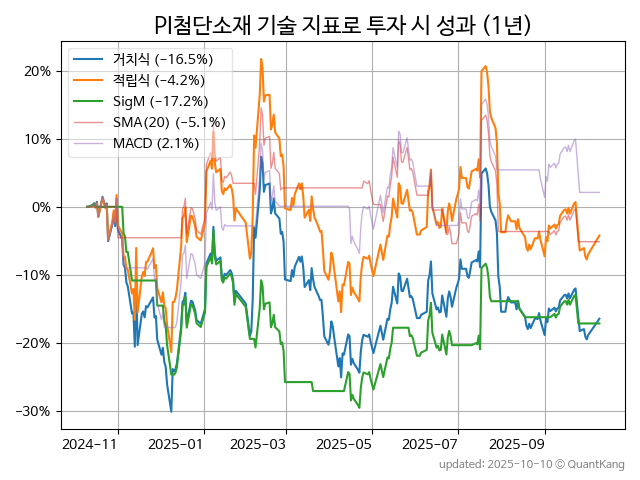 PI첨단소재 기술 지표로 투자 시 성과 (1년)
거치식 (−16.5%)
적립식 (−4.2%)
SigM (−17.2%)
SMA(20) (−5.1%)
MACD (2.1%)
20%
10%
0%
−10%
−20%
−30%
2024-11 2025-01 2025-03 2025-05 2025-07 2025-09
updated: 2025-10-10 © QuantKang